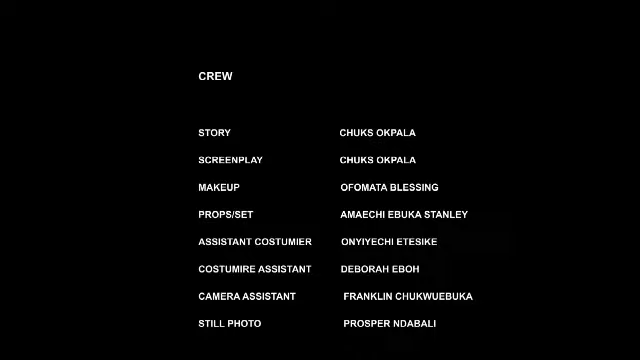 CREW
STORY CHUKS OKPALA
SCREENPLAY CHUKS OKPALA
MAKEUP OFOMATA BLESSING
PROPS/SET AMAECHI EBUKA STANLEY
ASSISTANT COSTUMIER ONYIYECHI ETESIKE
COSTUMIRE ASSISTANT DEBORAH EBOH
CAMERA ASSISTANT FRANKLIN CHUKWUEBUKA
STILL PHOTO PROSPER NDABALI